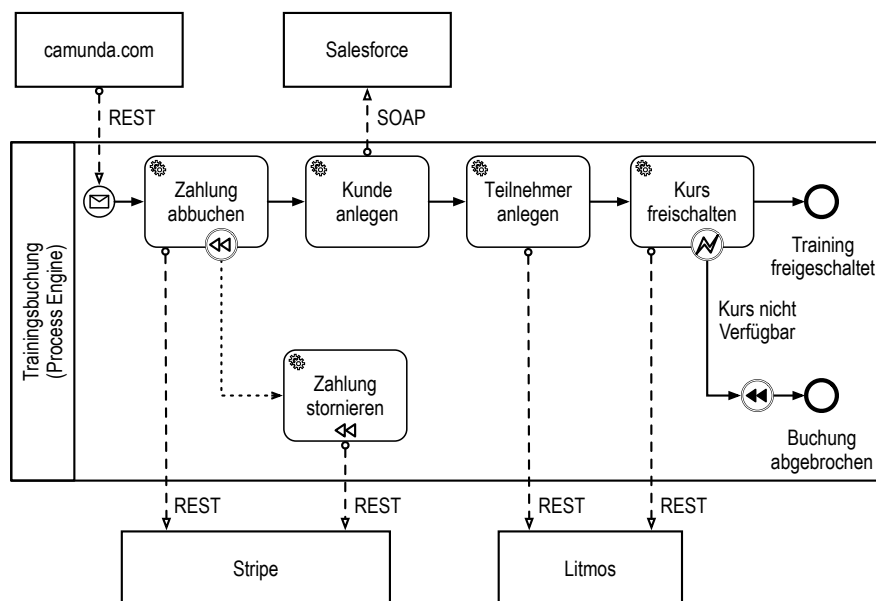 camunda.com
Salesforce
REST
SOAP
Trainingsbuchung
(Process Engine)
Zahlung
abbuchen
Kunde
anlegen
Teilnehmer
anlegen
Kurs
freischalten
Training
freigeschaltet
Kurs nicht
Verfügbar
Zahlung
stornieren
Buchung
abgebrochen
REST
REST
REST
REST
Stripe
Litmos